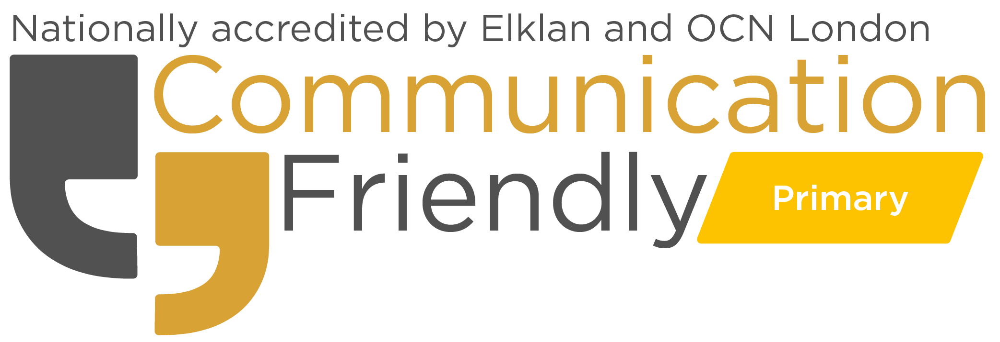 Nationally accredited by Elklan and OCN London
Communication
Friendly
Primary